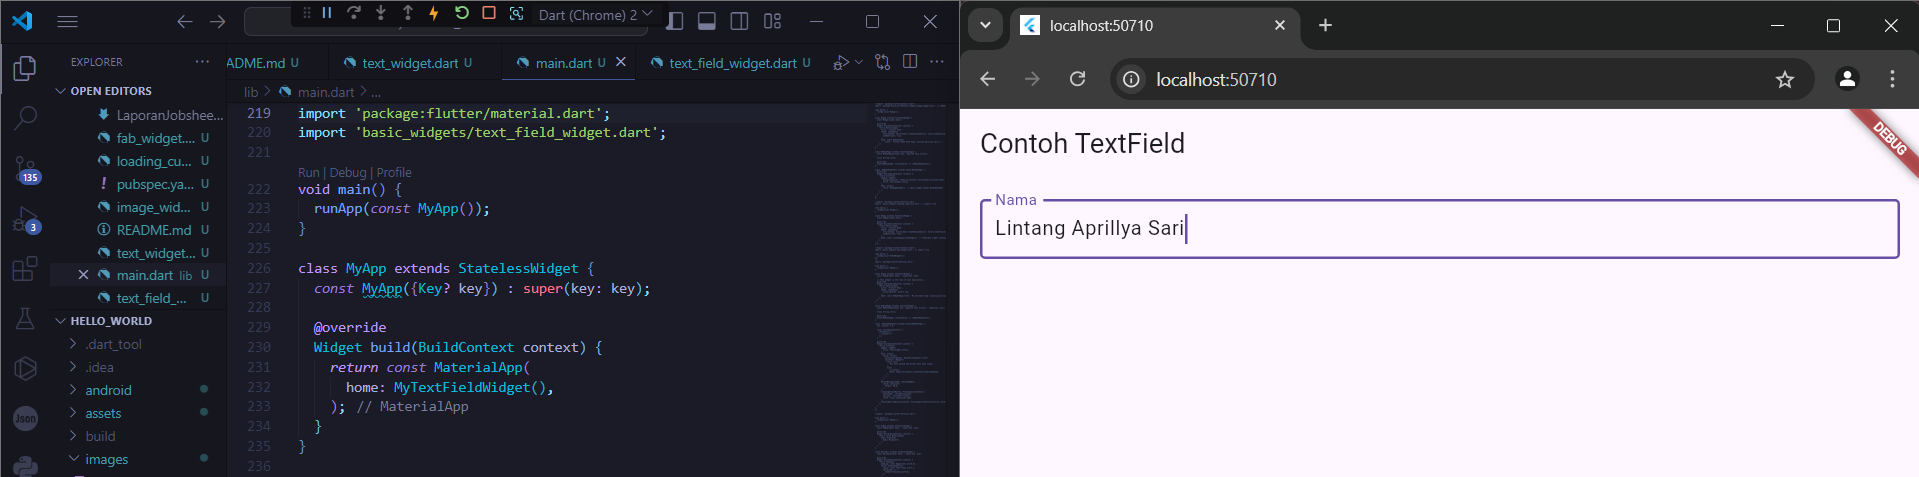 Dart (Chrome) 2
EXPLORER
OPEN EDITORS
LaporanJobshee...
fab_widget.... U
loading_cu... U
! pubspec.ya... U
image_wid... U
README.md U
text_widget... U
main.dart lib U
text_field_... U
HELLO_WORLD
.dart_tool
.idea
android
assets
build
images
135
3
Json
ADME.md U
text_widget.dart U
main.dart U
text_field_widget.dart U
lib > main.dart > ...
219 import 'package:flutter/material.dart';
220 import 'basic_widgets/text_field_widget.dart';
221
Run | Debug | Profile
222 void main() {
223 runApp(const MyApp());
224 }
225
226 class MyApp extends StatelessWidget {
227 const MyApp({Key? key}) : super(key: key);
228
229 @override
230 Widget build(BuildContext context) {
231 return const MaterialApp(
232 home: MyTextFieldWidget(),
233 ); // MaterialApp
234 }
235 }
236
localhost:50710
localhost:50710
DEBUG
Contoh TextField
Nama
Lintang Aprillya Sari